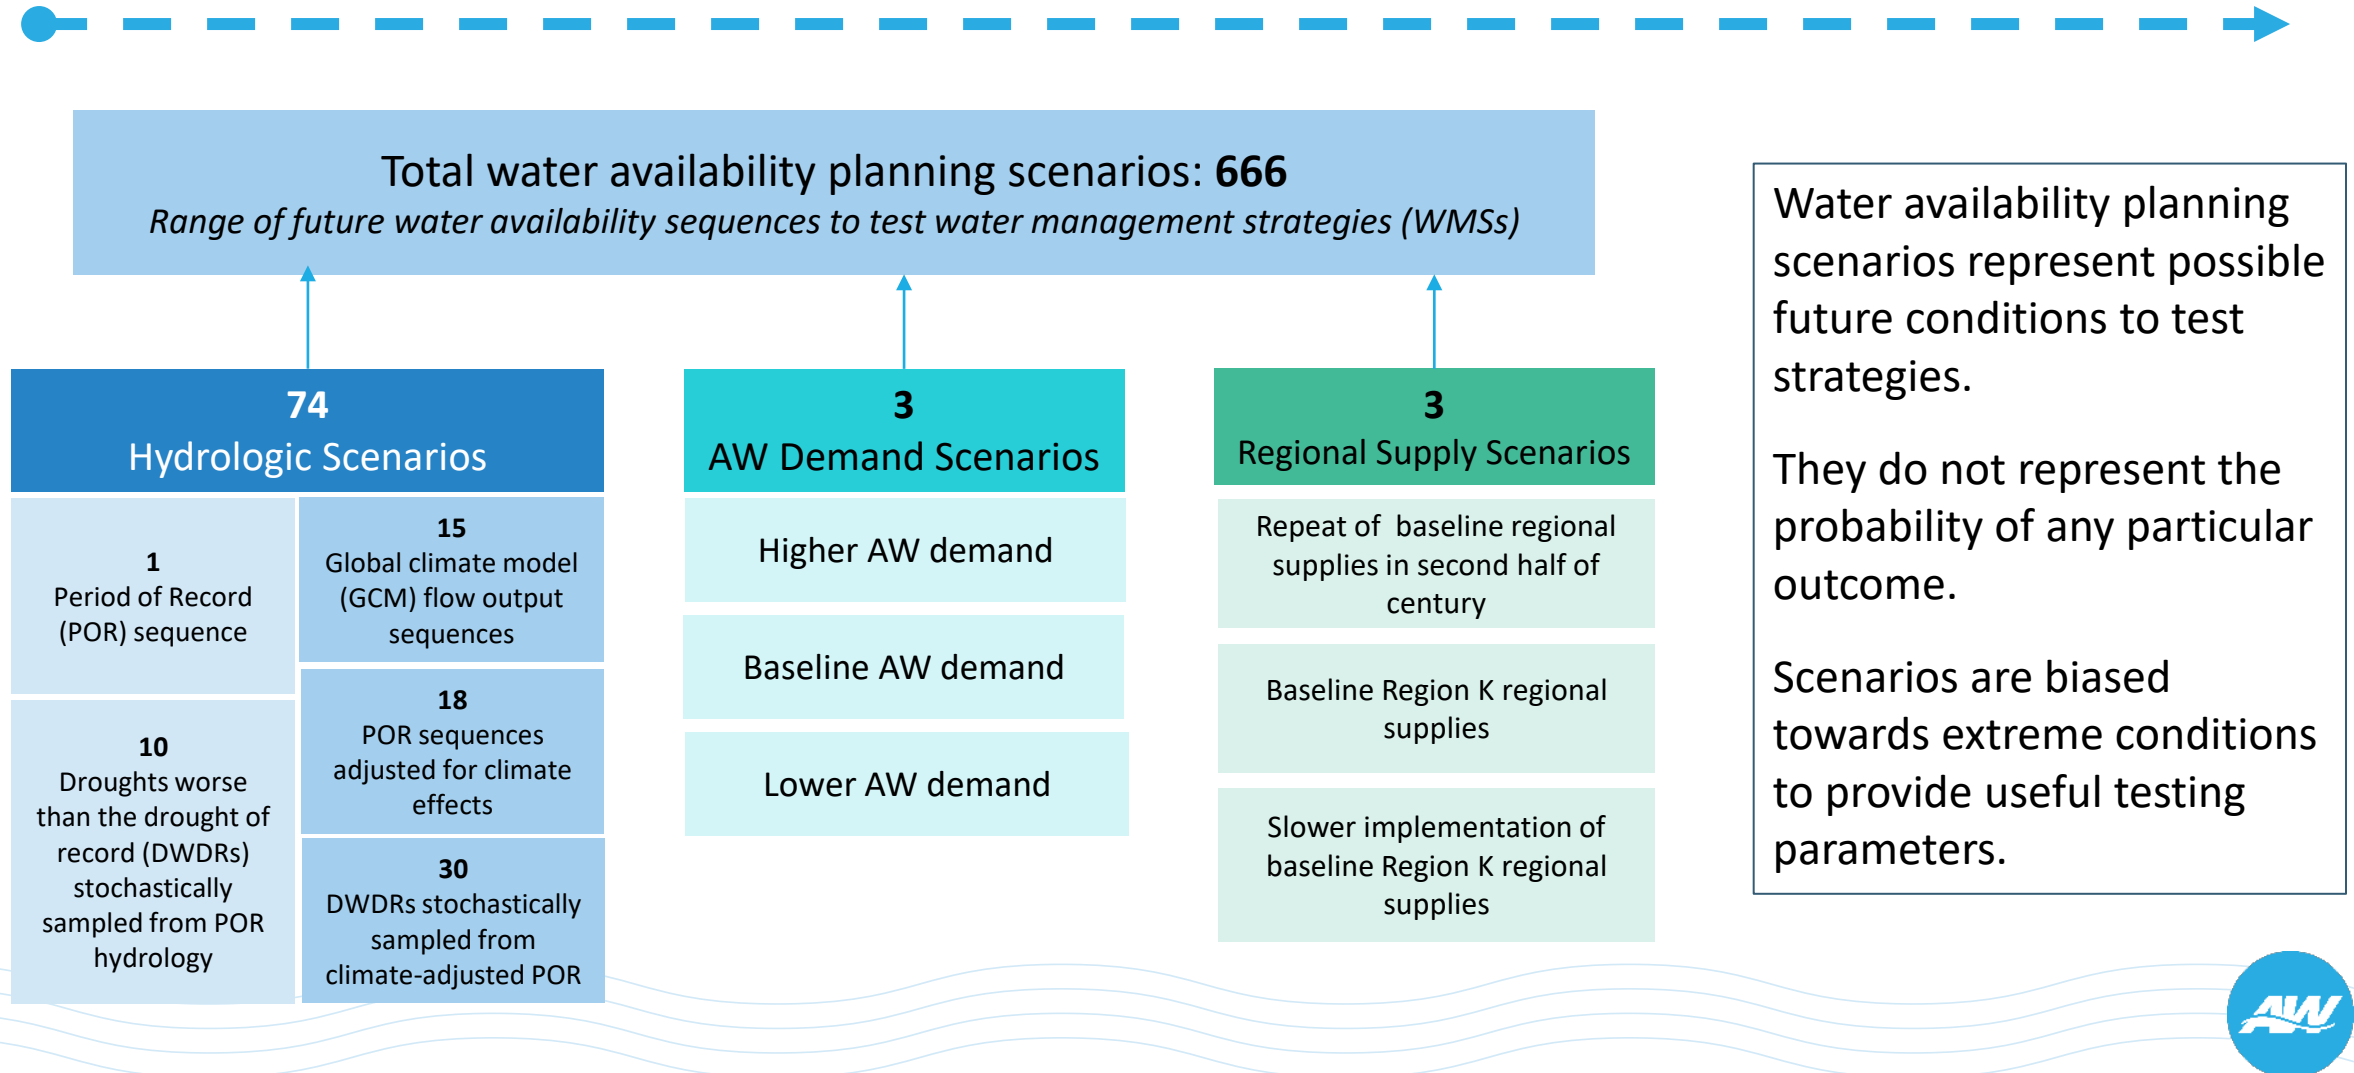 Total water availability planning scenarios: 666
Range of future water availability sequences to test water management strategies (WMSs)
74
Hydrologic Scenarios
1
Period of Record
(POR) sequence
10
Droughts worse
than the drought of
record (DWDRs)
stochastically
sampled from POR
hydrology
15
Global climate model
(GCM) flow output
sequences
18
POR sequences
adjusted for climate
effects
30
DWDRs stochastically
sampled from
climate-adjusted POR
3
AW Demand Scenarios
Higher AW demand
Baseline AW demand
Lower AW demand
3
Regional Supply Scenarios
Repeat of baseline regional
supplies in second half of
century
Baseline Region K regional
supplies
Slower implementation of
baseline Region K regional
supplies
Water availability planning
scenarios represent possible
future conditions to test
strategies.
They do not represent the
probability of any particular
outcome.
Scenarios are biased
towards extreme conditions
to provide useful testing
parameters.
AW